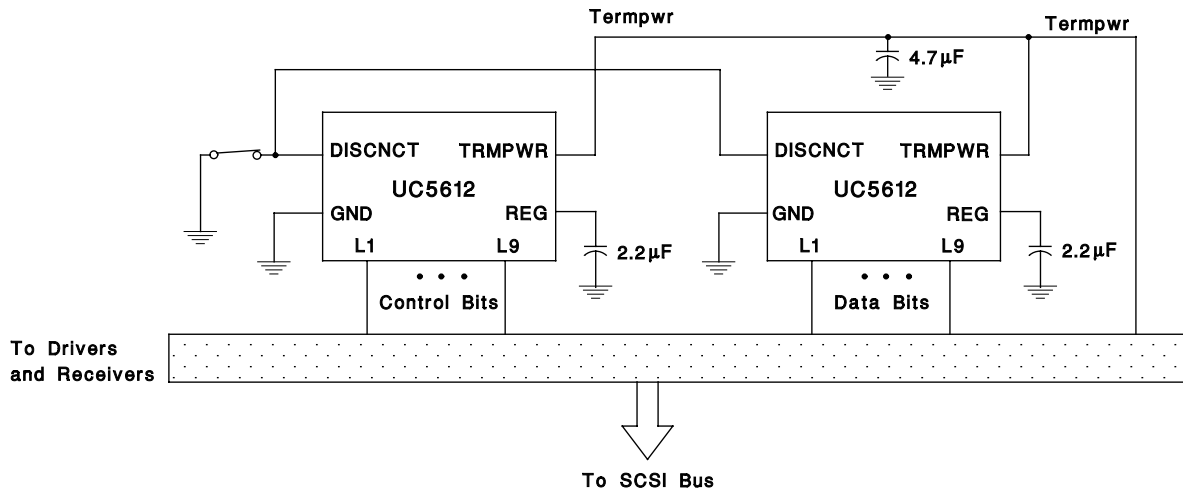 Termpwr
Termpwr
4.7µF
DISCNCT TRMPWR
UC5612
GND REG
L1 L9
2.2µF
Control Bits
DISCNCT TRMPWR
UC5612
GND REG
L1 L9
2.2µF
Data Bits
To Drivers
and Receivers
To SCSI Bus